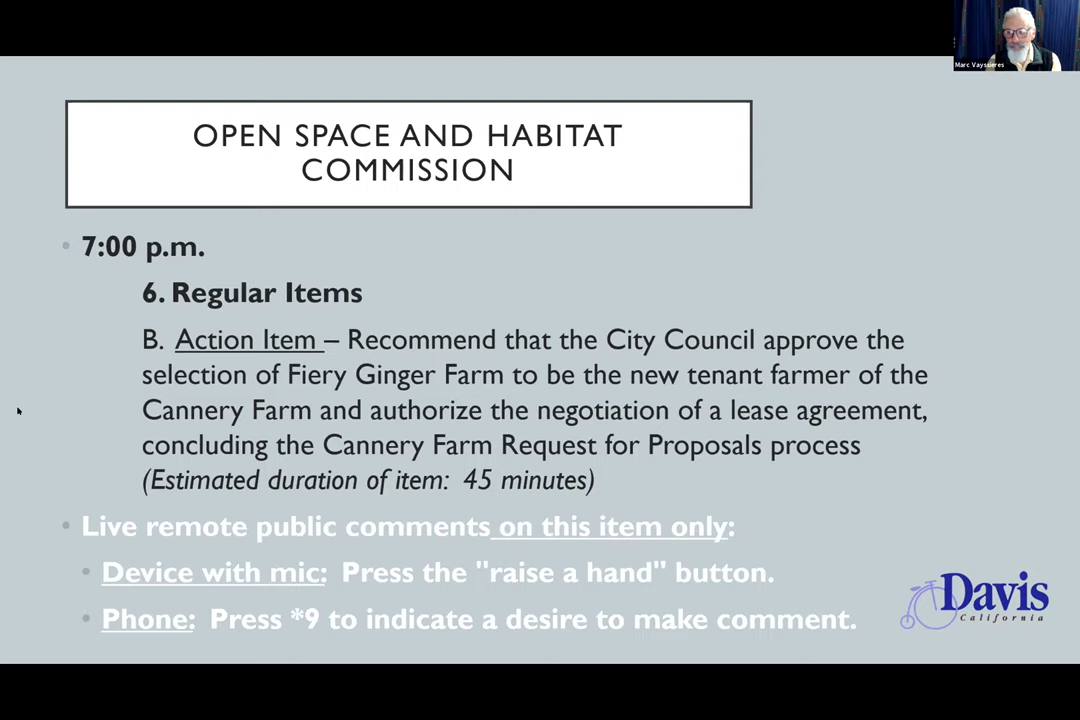 Marc Vayssieres
OPEN SPACE AND HABITAT
COMMISSION
• 7:00 p.m.
6. Regular Items
B. Action Item – Recommend that the City Council approve the
selection of Fiery Ginger Farm to be the new tenant farmer of the
Cannery Farm and authorize the negotiation of a lease agreement,
concluding the Cannery Farm Request for Proposals process
(Estimated duration of item: 45 minutes)
• Live remote public comments on this item only:
• Device with mic: Press the "raise a hand" button.
• Phone: Press *9 to indicate a desire to make comment.
Davis
California